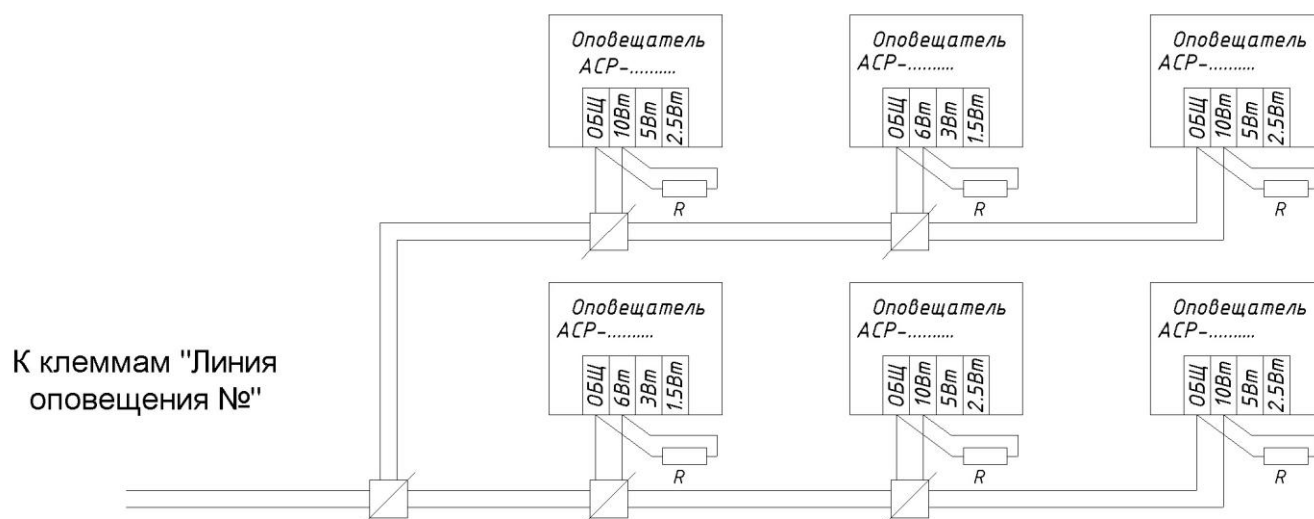 Оповещатель
АСР-..........
ОБЩ
10Вт
5Вт
2.5Вт
R
Оповещатель
АСР-..........
ОБЩ
6Вт
3Вт
1.5Вт
R
Оповещатель
АСР-..........
ОБЩ
10Вт
5Вт
2.5Вт
R
Оповещатель
АСР-..........
ОБЩ
6Вт
3Вт
1.5Вт
R
Оповещатель
АСР-..........
ОБЩ
10Вт
5Вт
2.5Вт
R
Оповещатель
АСР-..........
ОБЩ
10Вт
5Вт
2.5Вт
R
К клеммам "Линия
оповещения №"